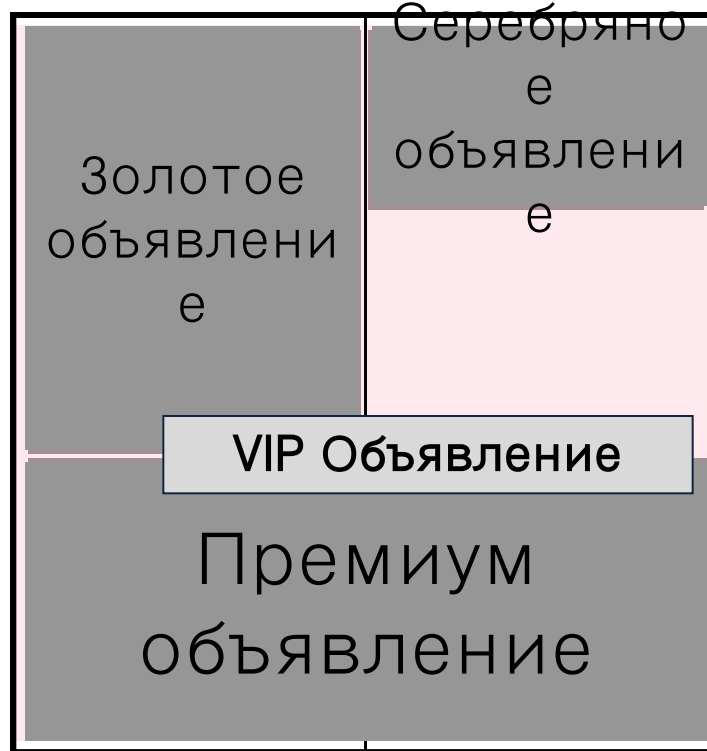 Золотое
объявлени
е
Серебряно
е
объявлени
е
VIP Объявление
Премиум
объявление